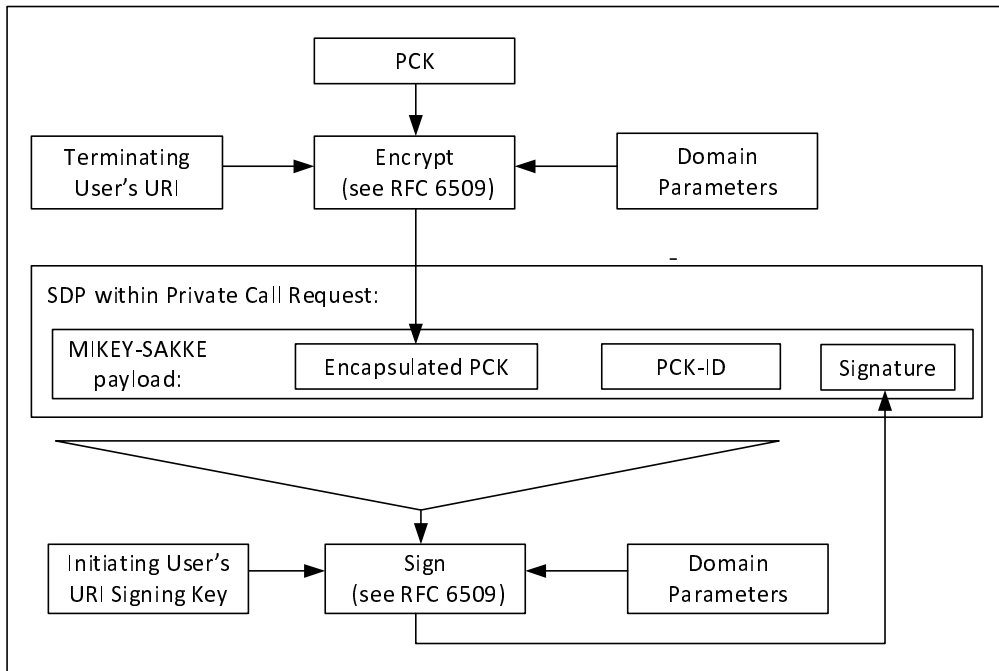 PCK
Terminating
User's URI
Encrypt
(see RFC 6509)
Domain
Parameters
SDP within Private Call Request:
MIKEY-SAKKE
payload:
Encapsulated PCK
PCK-ID
Signature
Initiating User's
URI Signing Key
Sign
(see RFC 6509)
Domain
Parameters